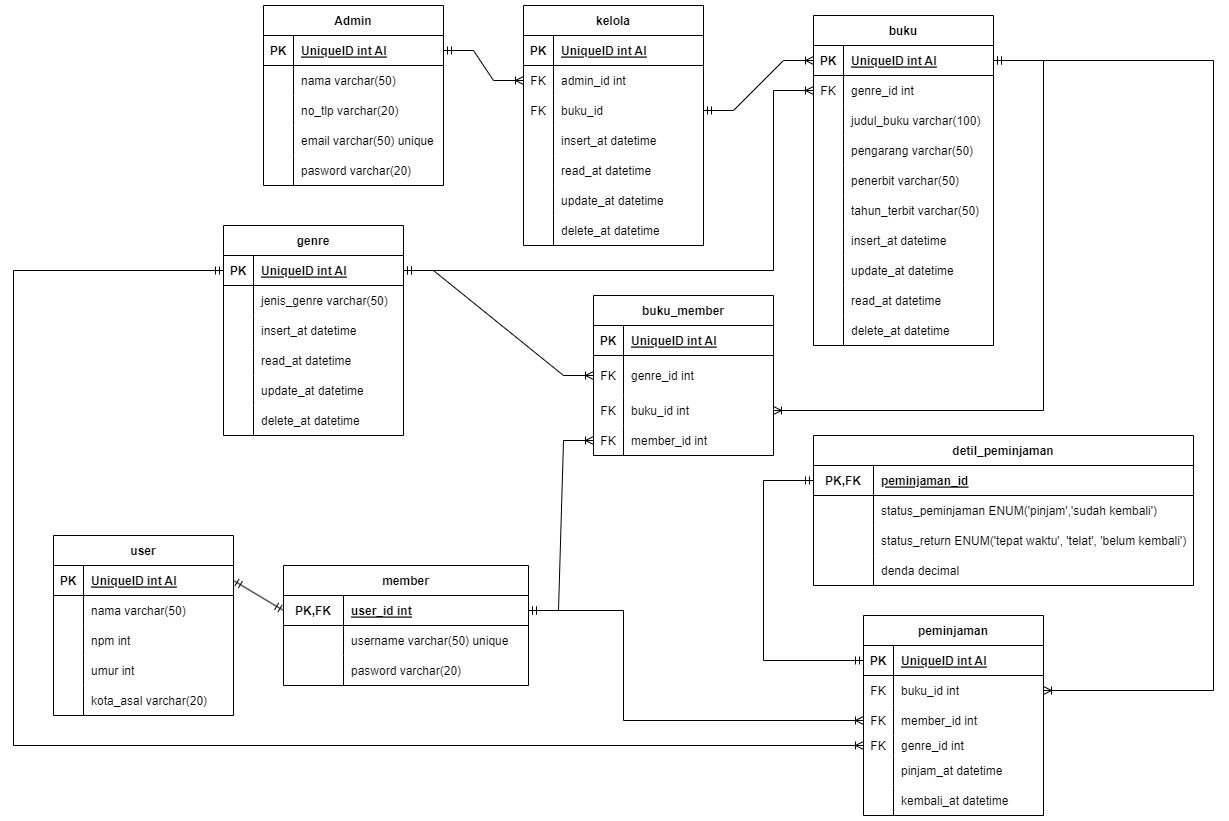 Admin
PK UniqueID int AI
nama varchar(50)
no_tlp varchar(20)
email varchar(50) unique
pasword varchar(20)
kelola
PK UniqueID int AI
FK admin_id int
FK buku_id
insert_at datetime
read_at datetime
update_at datetime
delete_at datetime
buku
PK UniqueID int AI
FK genre_id int
judul_buku varchar(100)
pengarang varchar(50)
penerbit varchar(50)
tahun_terbit varchar(50)
insert_at datetime
update_at datetime
read_at datetime
delete_at datetime
genre
PK UniqueID int AI
jenis_genre varchar(50)
insert_at datetime
read_at datetime
update_at datetime
delete_at datetime
buku_member
PK UniqueID int AI
FK genre_id int
FK buku_id int
FK member_id int
detil_peminjaman
PK,FK peminjaman_id
status_peminjaman ENUM('pinjam','sudah kembali')
status_return ENUM('tepat waktu', 'telat', 'belum kembali')
denda decimal
user
PK UniqueID int AI
nama varchar(50)
npm int
umur int
kota_asal varchar(20)
member
PK,FK user_id int
username varchar(50) unique
pasword varchar(20)
peminjaman
PK UniqueID int AI
FK buku_id int
FK member_id int
FK genre_id int
pinjam_at datetime
kembali_at datetime